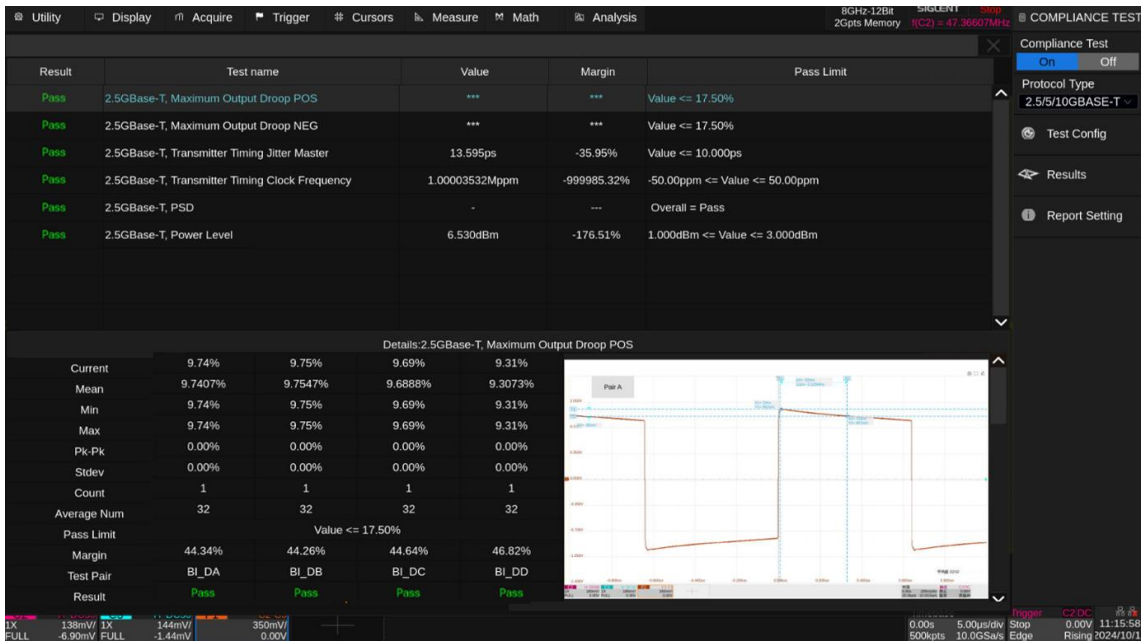 Utility Display Acquire Trigger Cursors Measure Math Analysis 8GHz-12Bit SIGLENT Stop COMPLIANCE TEST
2Gpts Memory f(C2) = 47.36607MHz
Compliance Test
On Off
Protocol Type
2.5/5/10GBASE-T
Test Config
Results
Report Setting
Result Test name Value Margin Pass Limit
Pass 2.5GBase-T, Maximum Output Droop POS *** *** Value <= 17.50%
Pass 2.5GBase-T, Maximum Output Droop NEG *** *** Value <= 17.50%
Pass 2.5GBase-T, Transmitter Timing Jitter Master 13.595ps -35.95% Value <= 10.000ps
Pass 2.5GBase-T, Transmitter Timing Clock Frequency 1.00003532Mppm -999985.32% -50.00ppm <= Value <= 50.00ppm
Pass 2.5GBase-T, PSD - --- Overall = Pass
Pass 2.5GBase-T, Power Level 6.530dBm -176.51% 1.000dBm <= Value <= 3.000dBm
Details:2.5GBase-T, Maximum Output Droop POS
Current 9.74% 9.75% 9.69% 9.31%
Mean 9.7407% 9.7547% 9.6888% 9.3073%
Min 9.74% 9.75% 9.69% 9.31%
Max 9.74% 9.75% 9.69% 9.31%
Pk-Pk 0.00% 0.00% 0.00% 0.00%
Stdev 0.00% 0.00% 0.00% 0.00%
Count 1 1 1 1
Average Num 32 32 32 32
Pass Limit Value <= 17.50%
Margin 44.34% 44.26% 44.64% 46.82%
Test Pair BI_DA BI_DB BI_DC BI_DD
Result Pass Pass Pass Pass
Pair A
1X 138mV/ 1X 144mV/ 350mV/ 0.00s 5.00μs/div Stop 0.00V 11:15:58
FULL -6.90mV FULL -1.44mV 0.00V 500kpts 10.0GSa/s Edge Rising
Trigger C2 DC